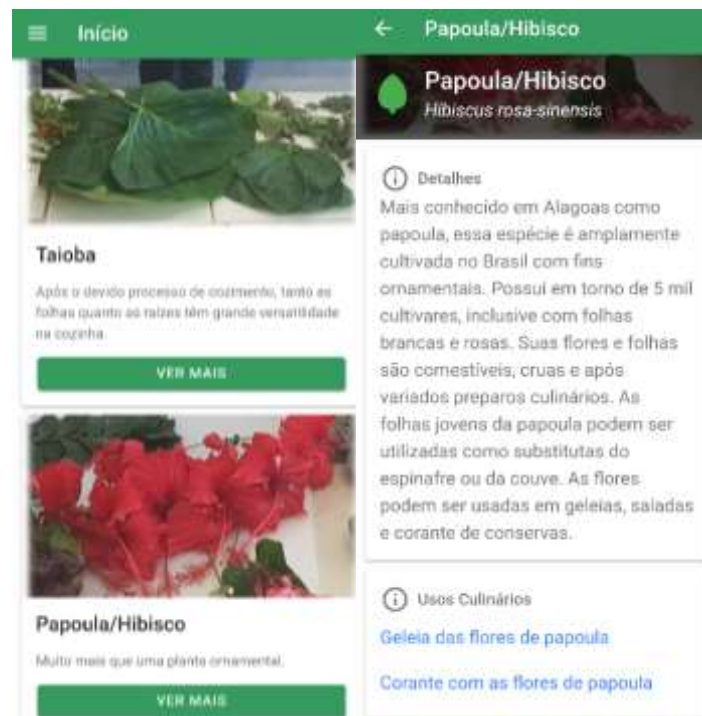 Início
Taioba
Após o devido processo de cozimento, tanto as
folhas quanto as raízes têm grande versatilidade
na cozinha.
VER MAIS
Papoula/Hibisco
Muito mais que uma planta ornamental.
VER MAIS
Papoula/Hibisco
Papoula/Hibisco
Hibiscus rosa-sinensis
Detalhes
Mais conhecido em Alagoas como
papoula, essa espécie é amplamente
cultivada no Brasil com fins
ornamentais. Possui em torno de 5 mil
cultivares, inclusive com folhas
brancas e rosas. Suas flores e folhas
são comestíveis, cruas e após
variados preparos culinários. As
folhas jovens da papoula podem ser
utilizadas como substitutas do
espinafre ou da couve. As flores
podem ser usadas em geleias, saladas
e corante de conservas.
Usos Culinários
Geleia das flores de papoula
Corante com as flores de papoula